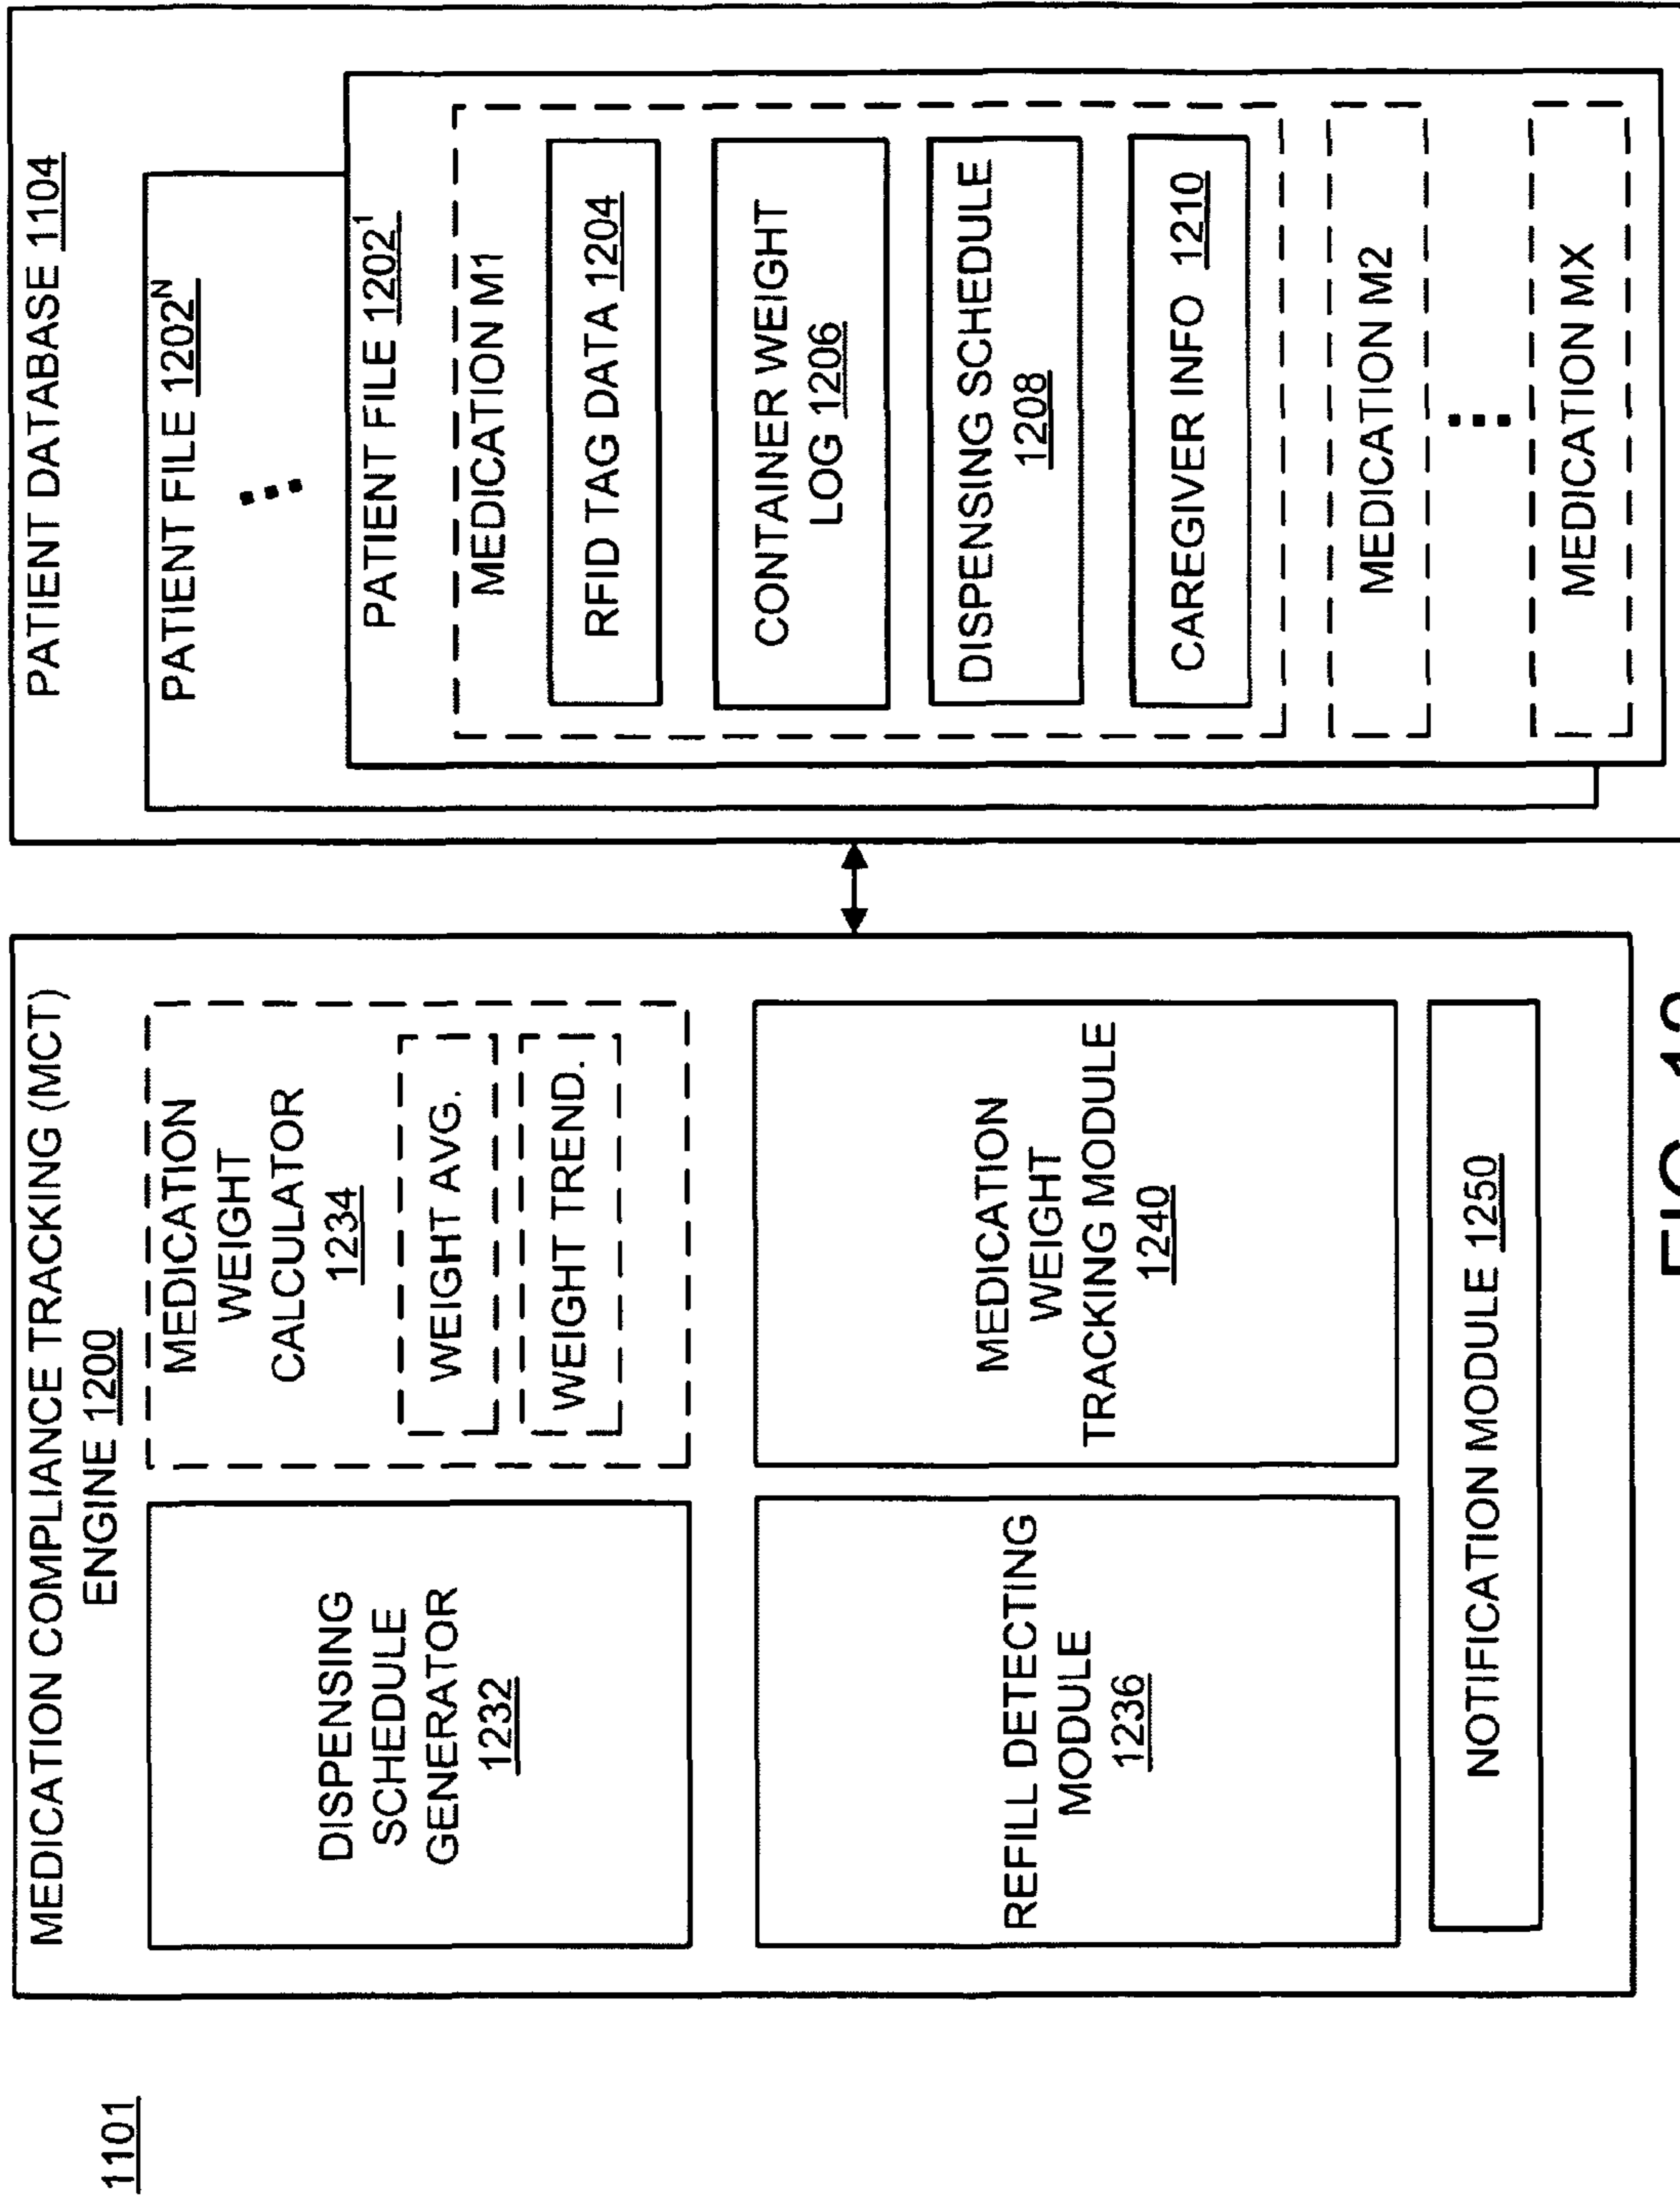 1101
MEDICATION COMPLIANCE TRACKING (MCT)
ENGINE 1200
DISPENSING
SCHEDULE
GENERATOR
1232
MEDICATION
WEIGHT
CALCULATOR
1234
WEIGHT AVG.
WEIGHT TREND.
REFILL DETECTING
MODULE
1236
MEDICATION
WEIGHT
TRACKING MODULE
1240
NOTIFICATION MODULE 1250
PATIENT DATABASE 1104
PATIENT FILE 1202N
PATIENT FILE 12021
MEDICATION M1
RFID TAG DATA 1204
CONTAINER WEIGHT
LOG 1206
DISPENSING SCHEDULE
1208
CAREGIVER INFO 1210
MEDICATION M2
MEDICATION MX